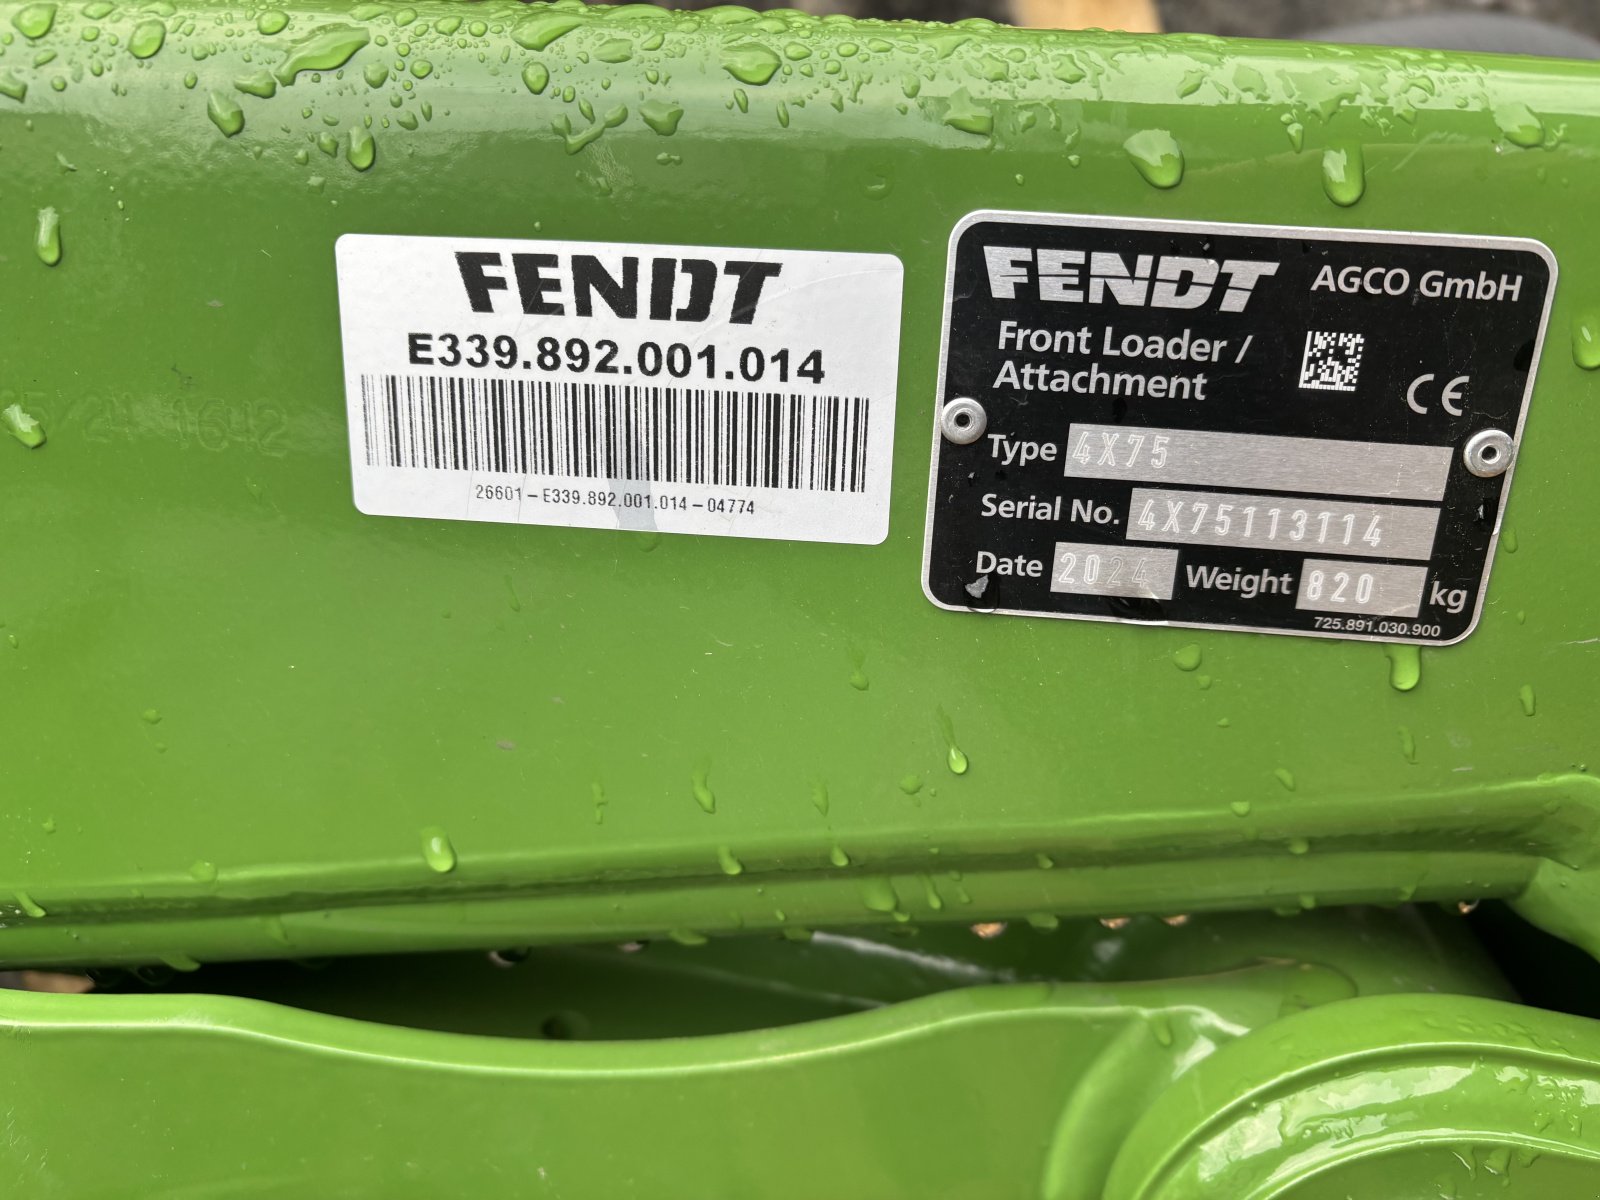 FENDT
E339.892.001.014
26601-E339.892.001.014-04774
FENDT AGCO GmbH
Front Loader /
Attachment
CE
Type 4X75
Serial No. 4X75113114
Date 2024 Weight 820 kg
725.891.030.900